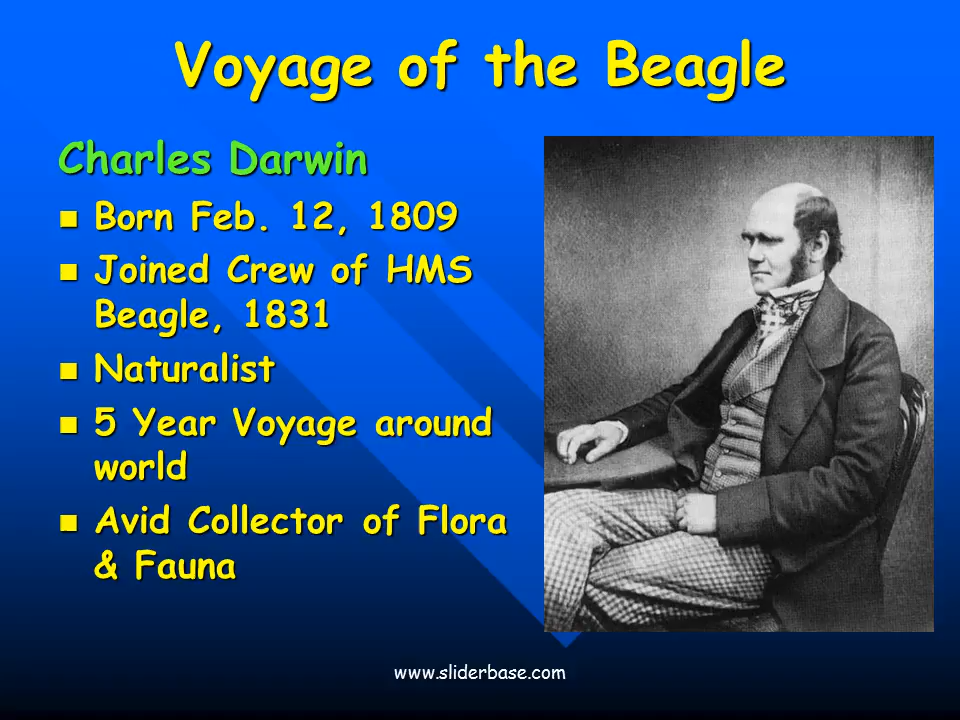 Voyage of the Beagle
Charles Darwin
Born Feb. 12, 1809
Joined Crew of HMS
Beagle, 1831
Naturalist
5 Year Voyage around
world
Avid Collector of Flora
& Fauna
www.sliderbase.com